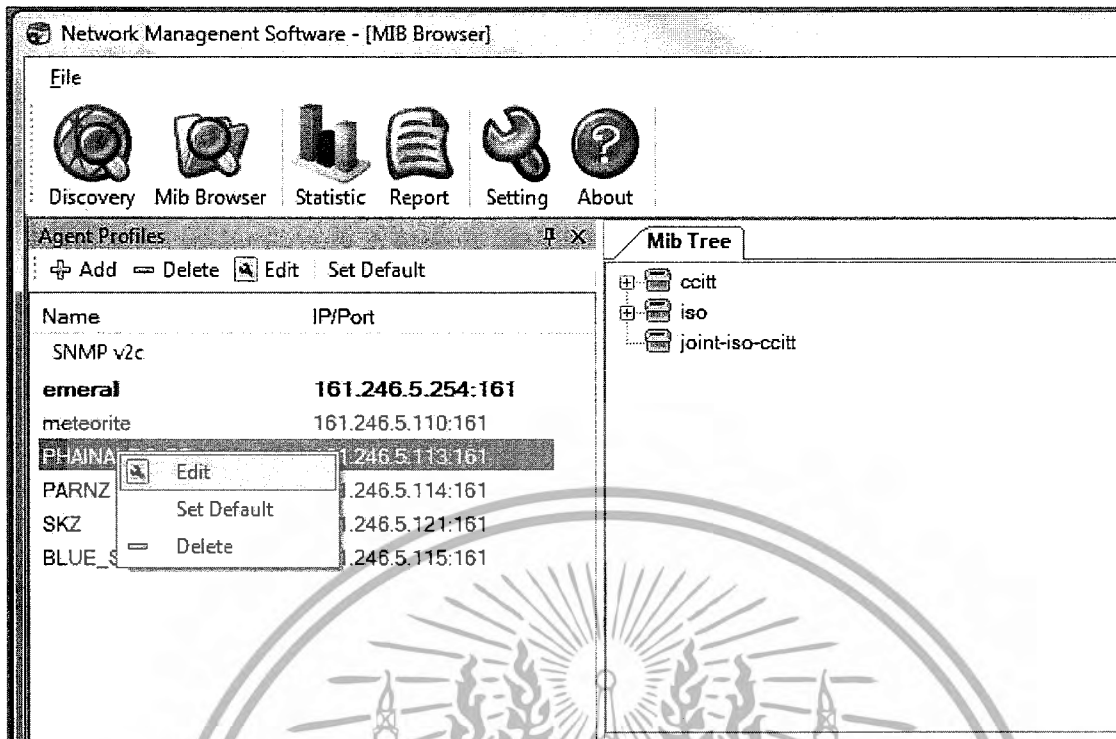 Network Managenent Software - [MIB Browser]
File
Discovery Mib Browser Statistic Report Setting About
Agent Profiles
Add Delete Edit Set Default
Name IP/Port
SNMP v2c
emeral 161.246.5.254:161
meteorite 161.246.5.110:161
.246.5.113:161
PARNZ .246.5.114:161
SKZ .246.5.121:161
BLUE_S .246.5.115:161
Edit
Set Default
Delete
Mib Tree
ccitt
iso
joint-iso-ccitt